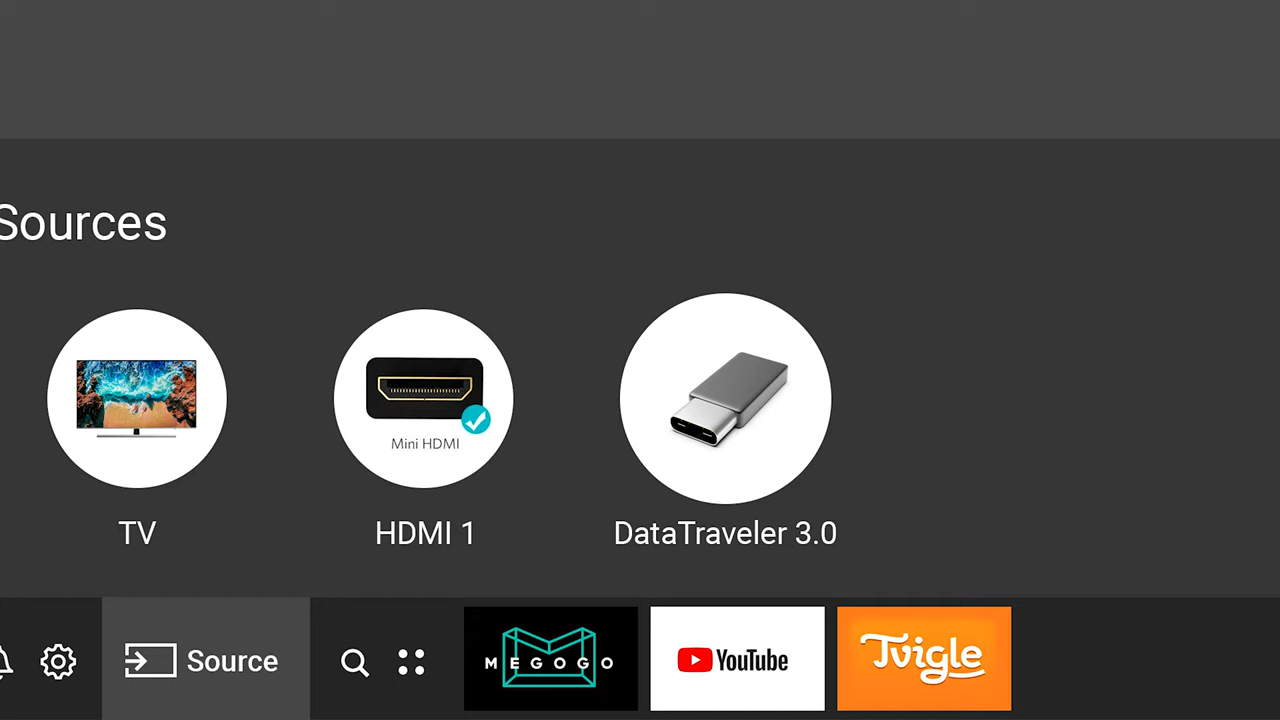 Sources
Mini HDMI
TV
HDMI 1
DataTraveler 3.0
Source
MEGOGO
YouTube
Tvigle